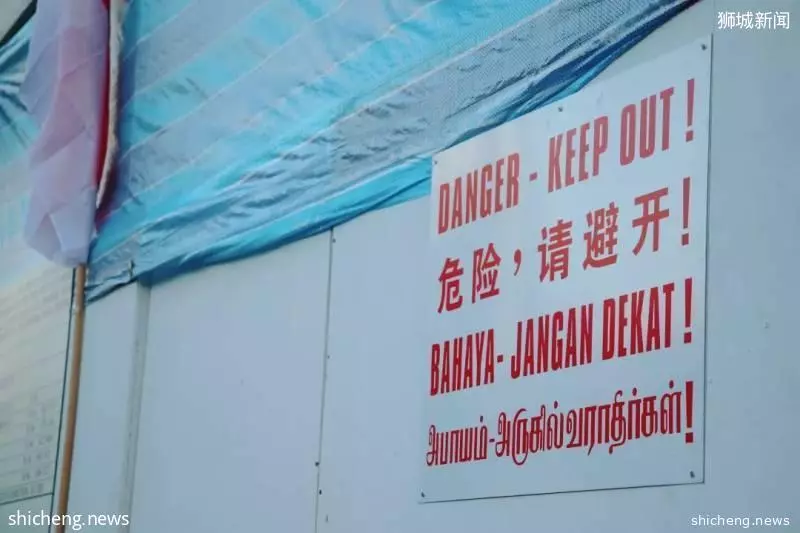 狮城新闻
DANGER - KEEP OUT!
危险，请避开!
BAHAYA- JANGAN DEKAT!
அபாயம்-அருகில்வராதீர்கள்!
shicheng.news
shicheng.news